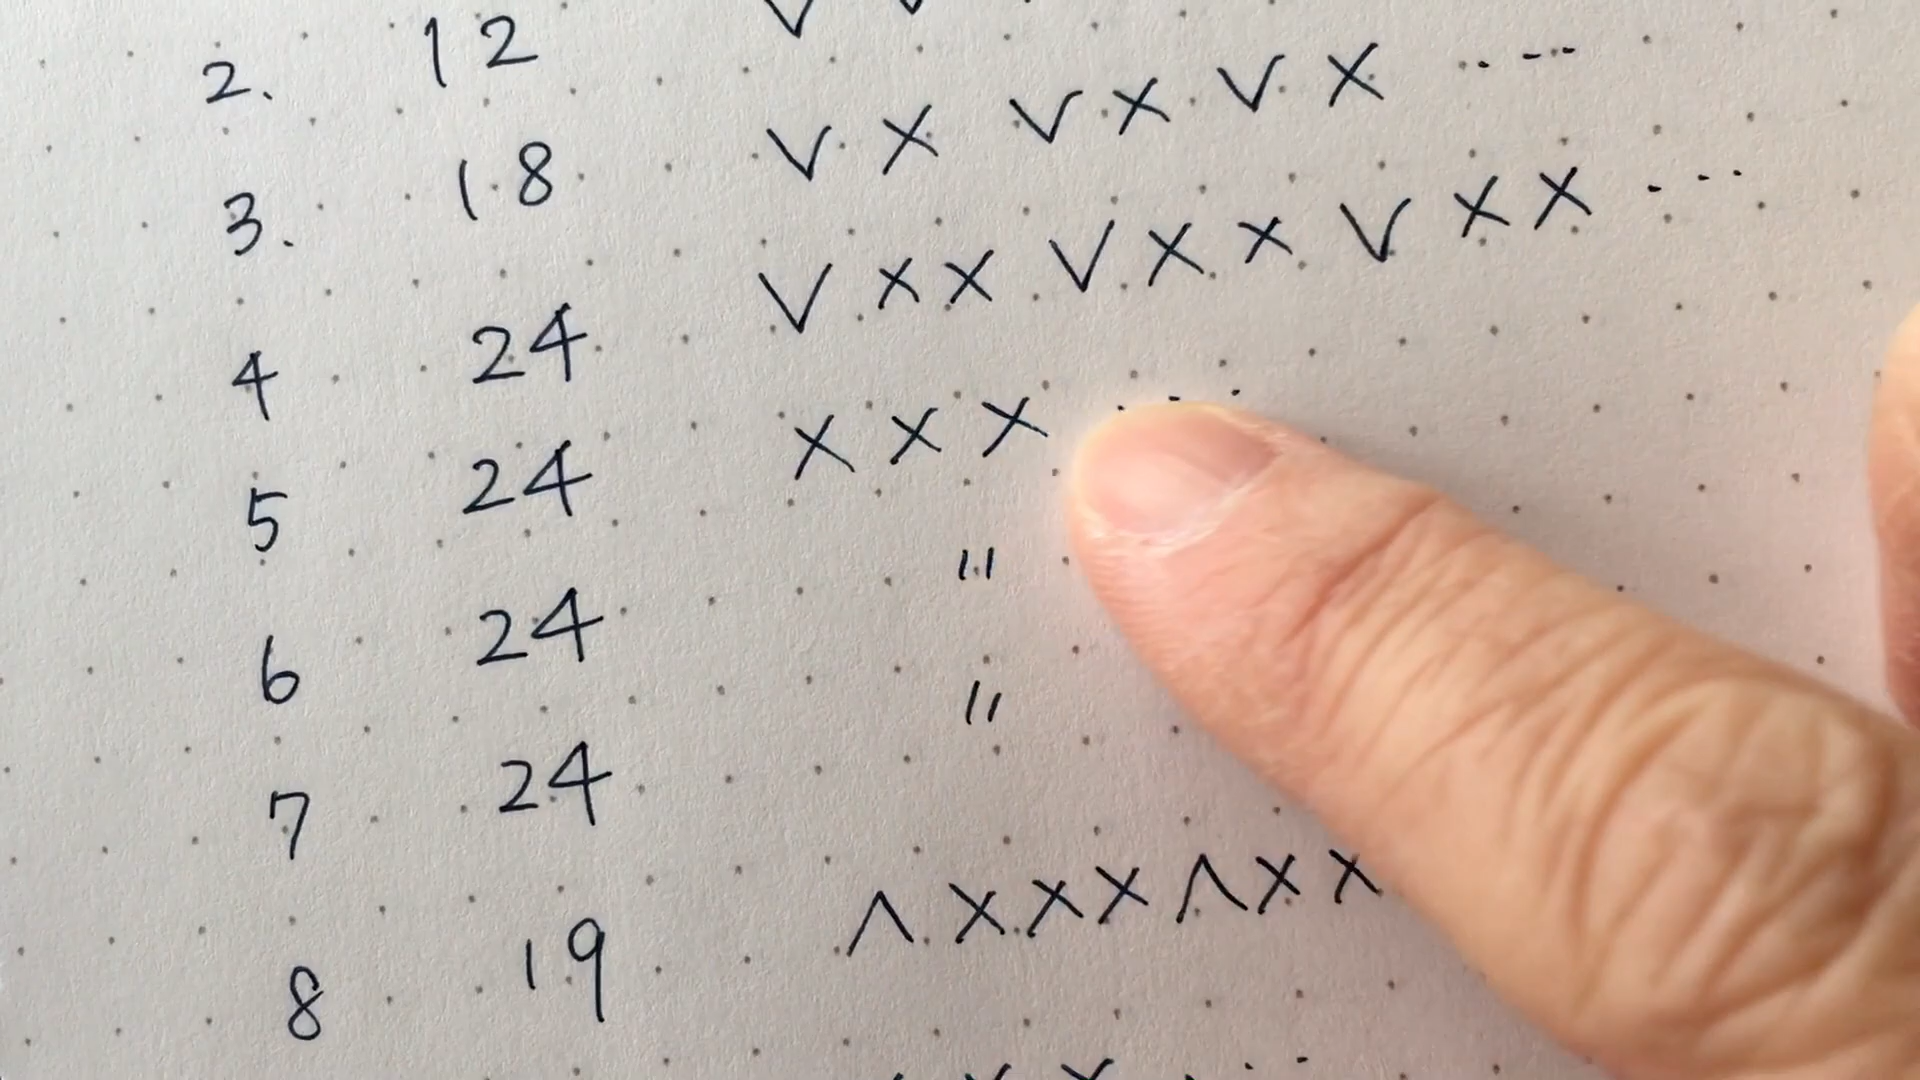 2. 12
3. 18 V X V X V X ....
4 24 V X X V X X V X X ....
5 24 X X X ...
6 24 〃
7 24 〃
8 19 Λ X X X Λ X X